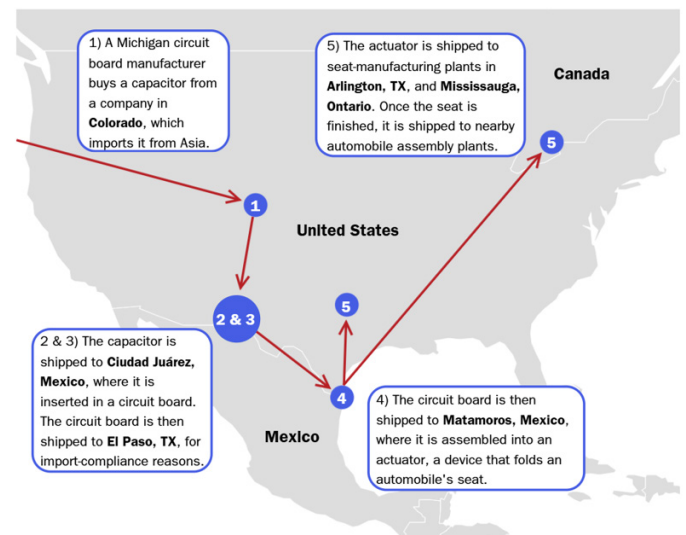 1) A Michigan circuit
board manufacturer
buys a capacitor from
a company in
Colorado, which
imports it from Asia.
5) The actuator is shipped to
seat-manufacturing plants in
Arlington, TX, and Mississauga,
Ontario. Once the seat is
finished, it is shipped to nearby
automobile assembly plants.
Canada
5
1
United States
5
2 & 3
2 & 3) The capacitor is
shipped to Ciudad Juárez,
Mexico, where it is
inserted in a circuit board.
The circuit board is then
shipped to El Paso, TX, for
import-compliance reasons.
4
Mexico
4) The circuit board is then
shipped to Matamoros, Mexico,
where it is assembled into an
actuator, a device that folds an
automobile's seat.